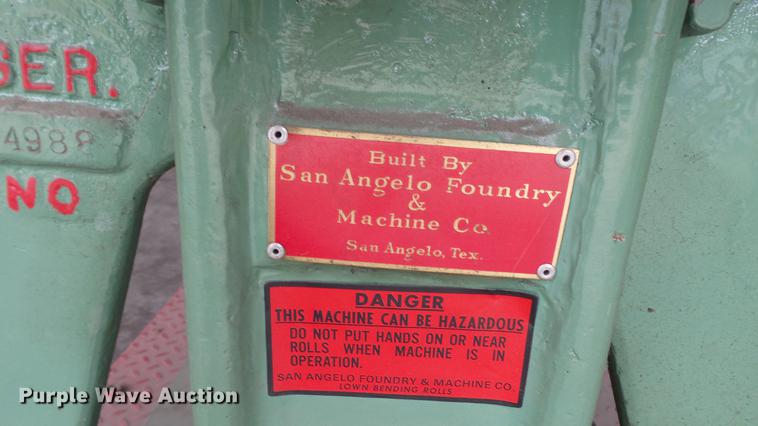 GER.
4988
NO
Built By
San Angelo Foundry
&
Machine Co.
San Angelo, Tex.
DANGER
THIS MACHINE CAN BE HAZARDOUS
DO NOT PUT HANDS ON OR NEAR
ROLLS WHEN MACHINE IS IN
OPERATION.
SAN ANGELO FOUNDRY & MACHINE CO.
LOWN BENDING ROLLS
Purple Wave Auction